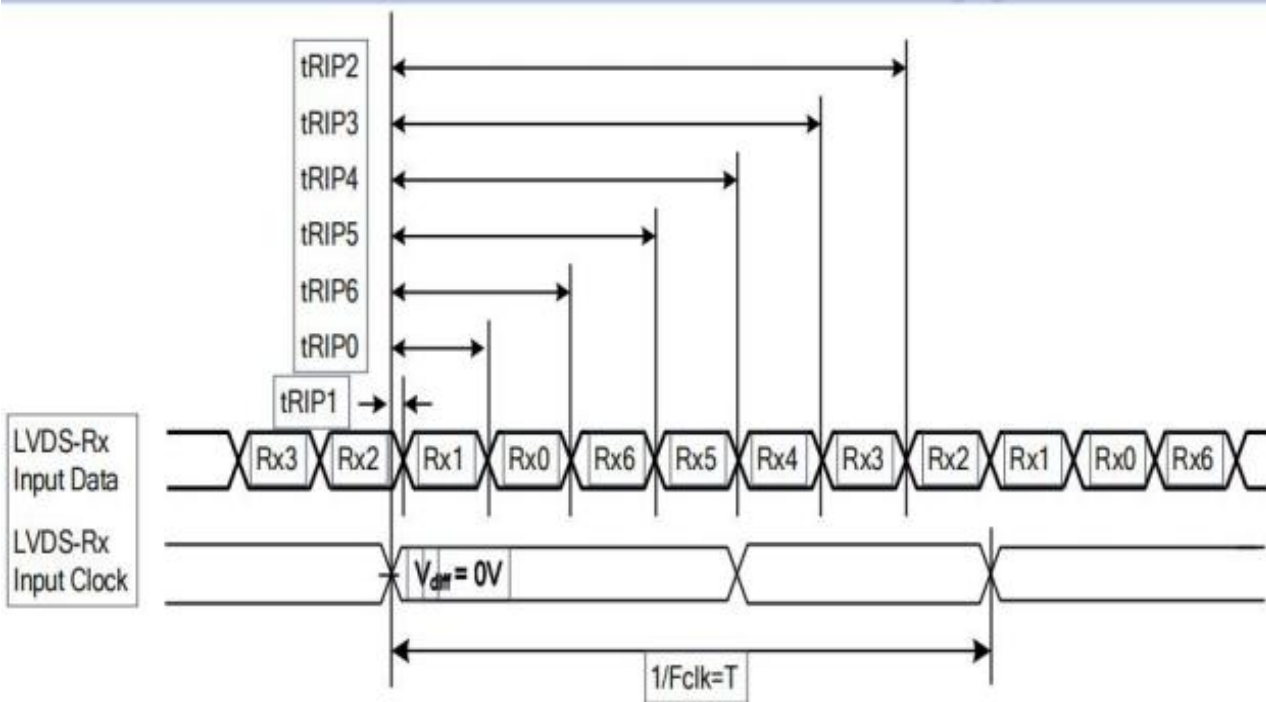 tRIP2
tRIP3
tRIP4
tRIP5
tRIP6
tRIP0
tRIP1
LVDS-Rx
Input Data
Rx3 Rx2 Rx1 Rx0 Rx6 Rx5 Rx4 Rx3 Rx2 Rx1 Rx0 Rx6
LVDS-Rx
Input Clock
Vdiff = 0V
1/Fclk=T